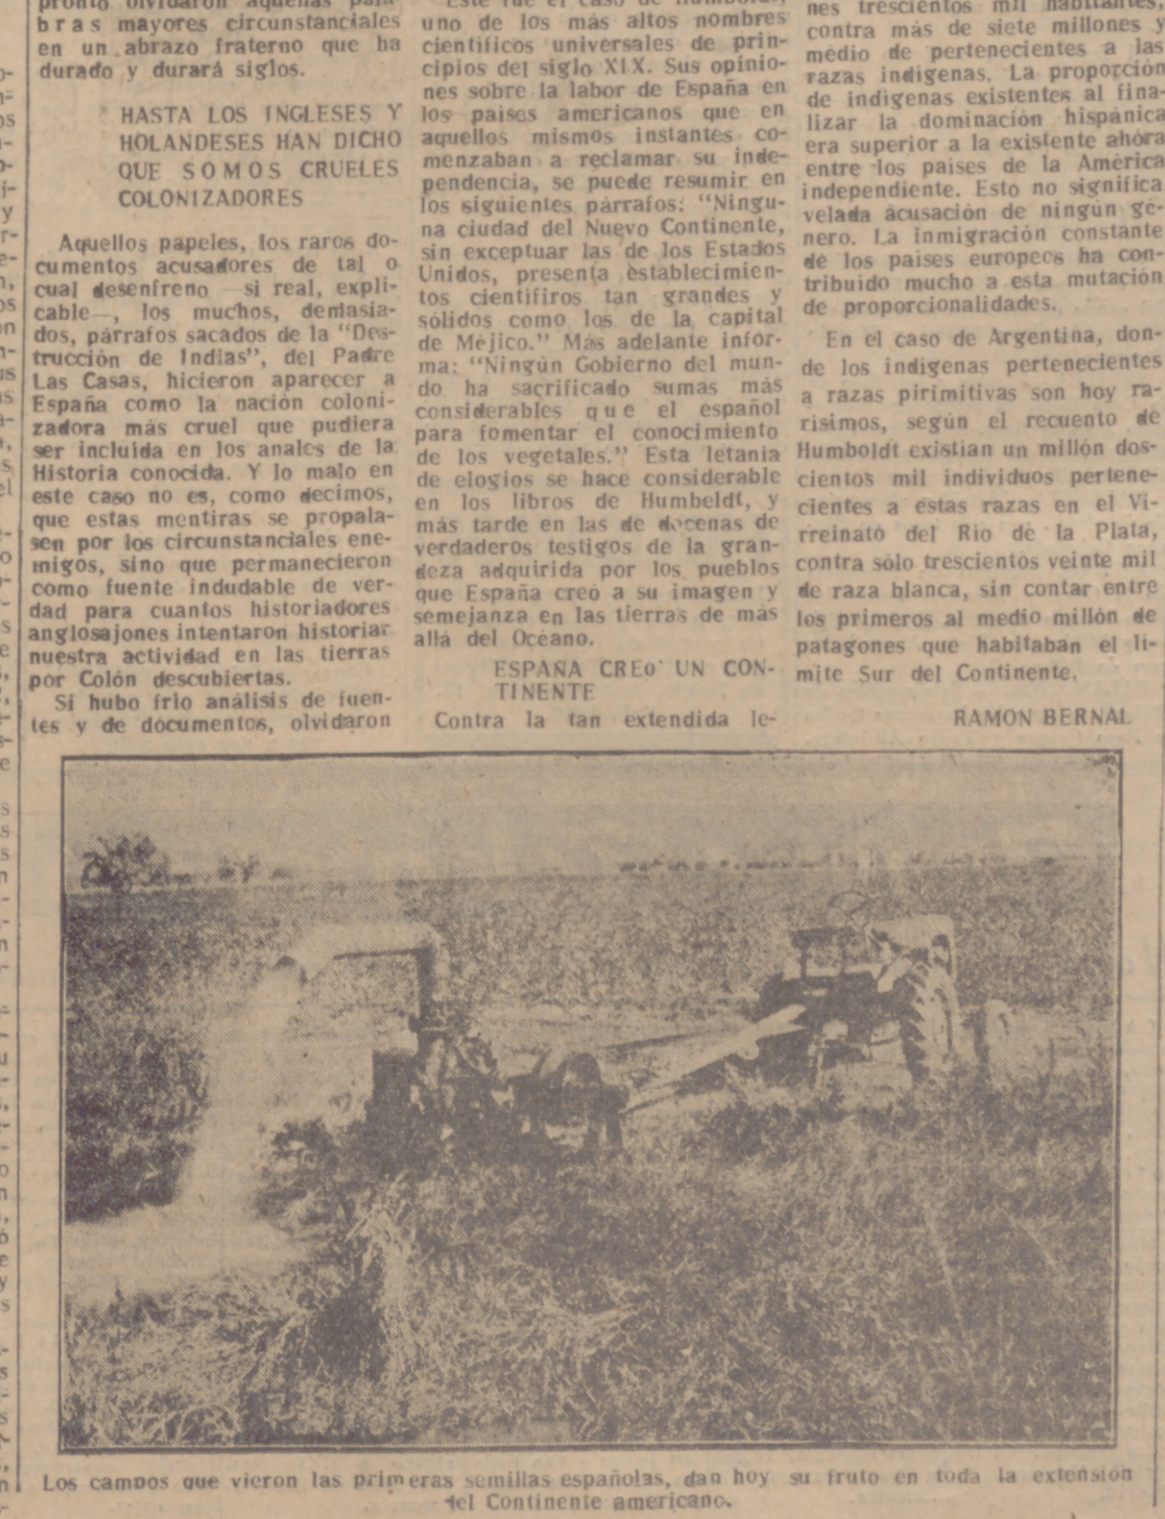 pronto olvidaron aquellas pala-
bras mayores circunstanciales
en un abrazo fraterno que ha
durado y durará siglos.
HASTA LOS INGLESES Y
HOLANDESES HAN DICHO
QUE SOMOS CRUELES
COLONIZADORES
Aquellos papeles, los raros do-
cumentos acusadores de tal o
cual desenfreno —si real, expli-
cable—, los muchos, demasia-
dos, párrafos sacados de la "Des-
trucción de Indias", del Padre
Las Casas, hicieron aparecer a
España como la nación coloni-
zadora más cruel que pudiera
ser incluída en los anales de la
Historia conocida. Y lo malo en
este caso no es, como decimos,
que estas mentiras se propala-
sen por los circunstanciales ene-
migos, sino que permanecieron
como fuente indudable de ver-
dad para cuantos historiadores
anglosajones intentaron historiar
nuestra actividad en las tierras
por Colón descubiertas.
Si hubo frío análisis de fuen-
tes y de documentos, olvidaron
Este fue el caso de Humboldt,
uno de los más altos nombres
científicos universales de prin-
cipios del siglo XIX. Sus opinio-
nes sobre la labor de España en
los países americanos que en
aquellos mismos instantes co-
menzaban a reclamar su inde-
pendencia, se puede resumir en
los siguientes párrafos: "Ningu-
na ciudad del Nuevo Continente,
sin exceptuar las de los Estados
Unidos, presenta establecimien-
tos científiros tan grandes y
sólidos como los de la capital
de Méjico." Más adelante infor-
ma: "Ningún Gobierno del mun-
do ha sacrificado sumas más
considerables que el español
para fomentar el conocimiento
de los vegetales." Esta letanía
de elogios se hace considerable
en los libros de Humbeldt, y
más tarde en las de docenas de
verdaderos testigos de la gran-
deza adquirida por los pueblos
que España creó a su imagen y
semejanza en las tierras de más
allá del Océano.
ESPAÑA CREO UN CON-
TINENTE
Contra la tan extendida le-
nes trescientos mil habitantes,
contra más de siete millones y
medio de pertenecientes a las
razas indígenas. La proporción
de indígenas existentes al fina-
lizar la dominación hispánica
era superior a la existente ahora
entre los países de la América
independiente. Esto no significa
velada acusación de ningún gé-
nero. La inmigración constante
de los países europecs ha con-
tribuído mucho a esta mutación
de proporcionalidades.
En el caso de Argentina, don-
de los indígenas pertenecientes
a razas pirimitivas son hoy ra-
rísimos, según el recuento de
Humboldt existían un millón dos-
cientos mil individuos pertene-
cientes a estas razas en el Vi-
rreinato del Río de la Plata,
contra sólo trescientos veinte mil
de raza blanca, sin contar entre
los primeros al medio millón de
patagones que habitaban el lí-
mite Sur del Continente.
RAMON BERNAL
Los campos que vieron las primeras semillas españolas, dan hoy su fruto en toda la extensión
del Continente americano.